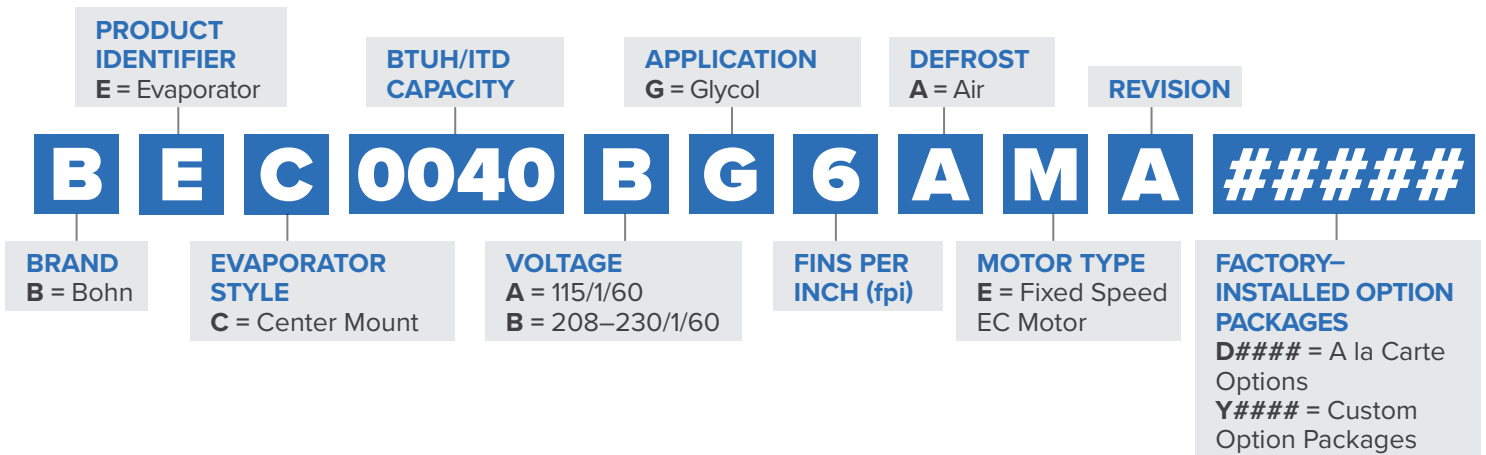 PRODUCT
IDENTIFIER
E = Evaporator
BTUH/ITD
CAPACITY
APPLICATION
G = Glycol
DEFROST
A = Air
REVISION
B E C 0040 B G 6 A M A #####
BRAND
B = Bohn
EVAPORATOR
STYLE
C = Center Mount
VOLTAGE
A = 115/1/60
B = 208–230/1/60
FINS PER
INCH (fpi)
MOTOR TYPE
E = Fixed Speed
EC Motor
FACTORY–
INSTALLED OPTION
PACKAGES
D#### = A la Carte
Options
Y#### = Custom
Option Packages